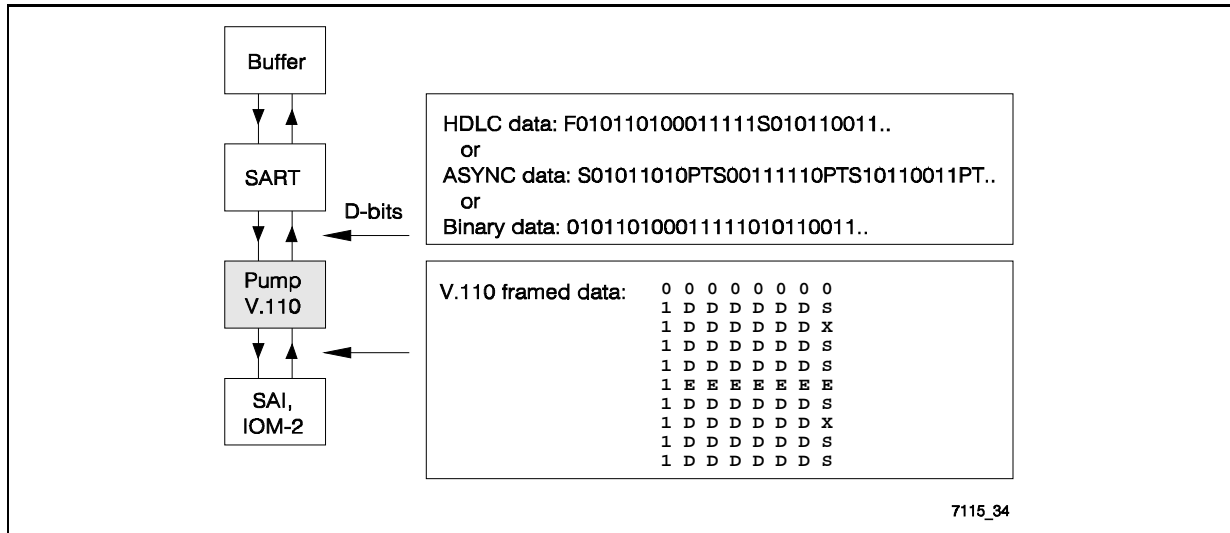 Buffer
SART
D-bits
Pump
V.110
SAI,
IOM-2
HDLC data: F010110100011111S010110011..
or
ASYNC data: S01011010PTS00111110PTS10110011PT..
or
Binary data: 010110100011111010110011..
V.110 framed data:
0 0 0 0 0 0 0 0
1 D D D D D D S
1 D D D D D D X
1 D D D D D D S
1 D D D D D D S
1 E E E E E E E
1 D D D D D D S
1 D D D D D D X
1 D D D D D D S
1 D D D D D D S
7115_34